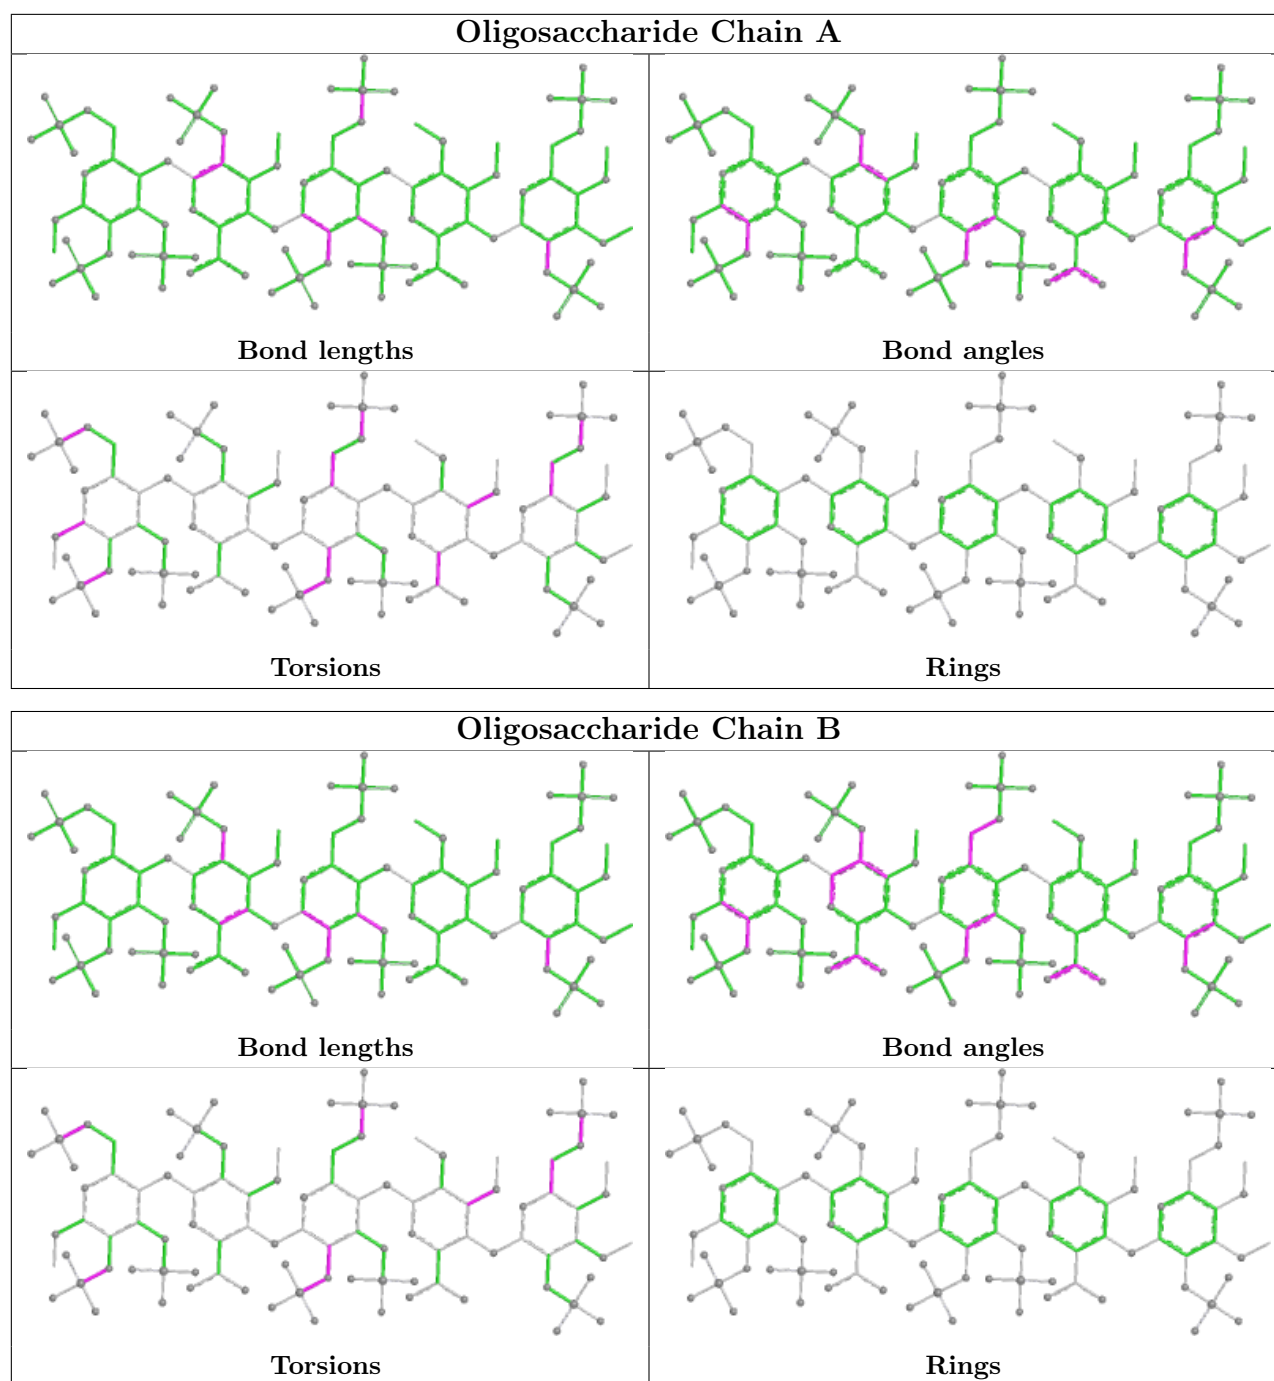 Oligosaccharide Chain A
Bond lengths
Bond angles
Torsions
Rings
Oligosaccharide Chain B
Bond lengths
Bond angles
Torsions
Rings